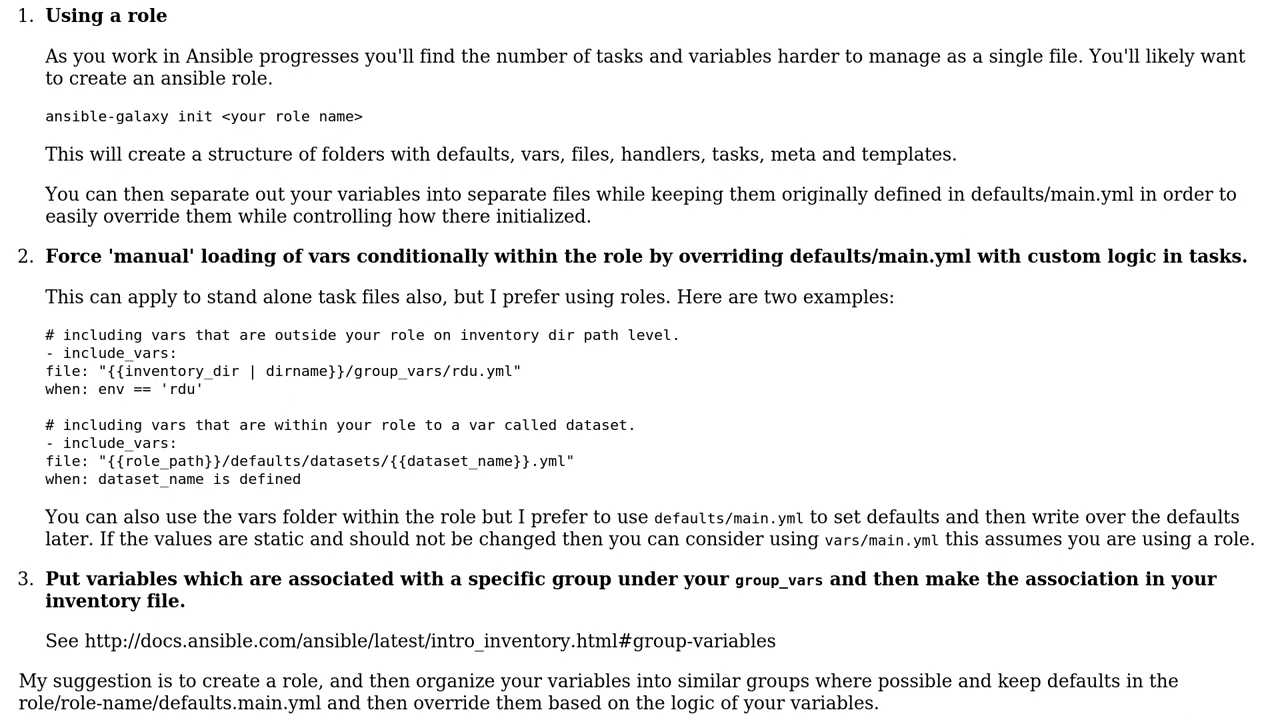 1. Using a role
As you work in Ansible progresses you'll find the number of tasks and variables harder to manage as a single file. You'll likely want
to create an ansible role.
ansible-galaxy init <your role name>
This will create a structure of folders with defaults, vars, files, handlers, tasks, meta and templates.
You can then separate out your variables into separate files while keeping them originally defined in defaults/main.yml in order to
easily override them while controlling how there initialized.
2. Force 'manual' loading of vars conditionally within the role by overriding defaults/main.yml with custom logic in tasks.
This can apply to stand alone task files also, but I prefer using roles. Here are two examples:
# including vars that are outside your role on inventory dir path level.
- include_vars:
file: "{{inventory_dir | dirname}}/group_vars/rdu.yml"
when: env == 'rdu'
# including vars that are within your role to a var called dataset.
- include_vars:
file: "{{role_path}}/defaults/datasets/{{dataset_name}}.yml"
when: dataset_name is defined
You can also use the vars folder within the role but I prefer to use defaults/main.yml to set defaults and then write over the defaults
later. If the values are static and should not be changed then you can consider using vars/main.yml this assumes you are using a role.
3. Put variables which are associated with a specific group under your group_vars and then make the association in your
inventory file.
See http://docs.ansible.com/ansible/latest/intro_inventory.html#group-variables
My suggestion is to create a role, and then organize your variables into similar groups where possible and keep defaults in the
role/role-name/defaults.main.yml and then override them based on the logic of your variables.